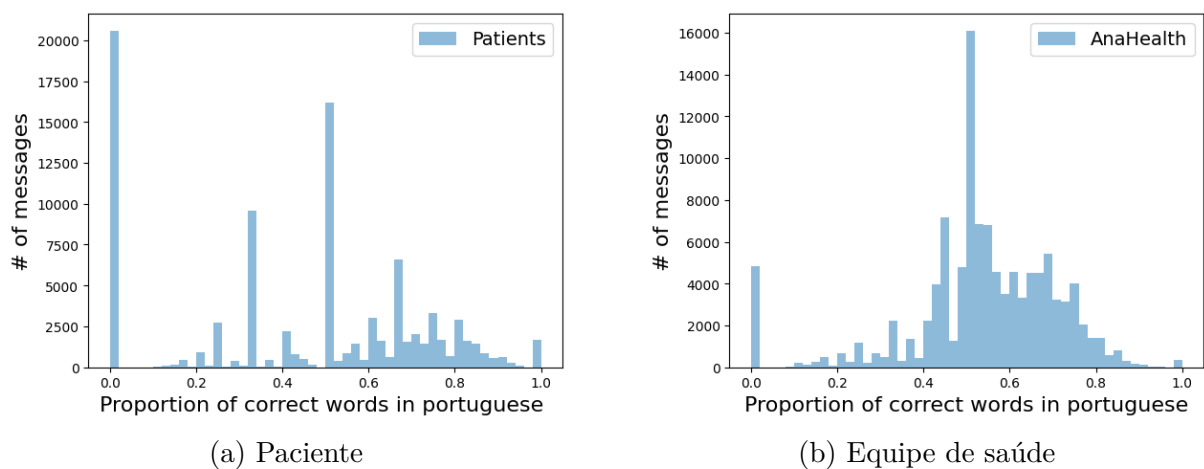 Patients
# of messages
20000
17500
15000
12500
10000
7500
5000
2500
0
0.0 0.2 0.4 0.6 0.8 1.0
Proportion of correct words in portuguese
(a) Paciente
AnaHealth
# of messages
16000
14000
12000
10000
8000
6000
4000
2000
0
0.0 0.2 0.4 0.6 0.8 1.0
Proportion of correct words in portuguese
(b) Equipe de saúde